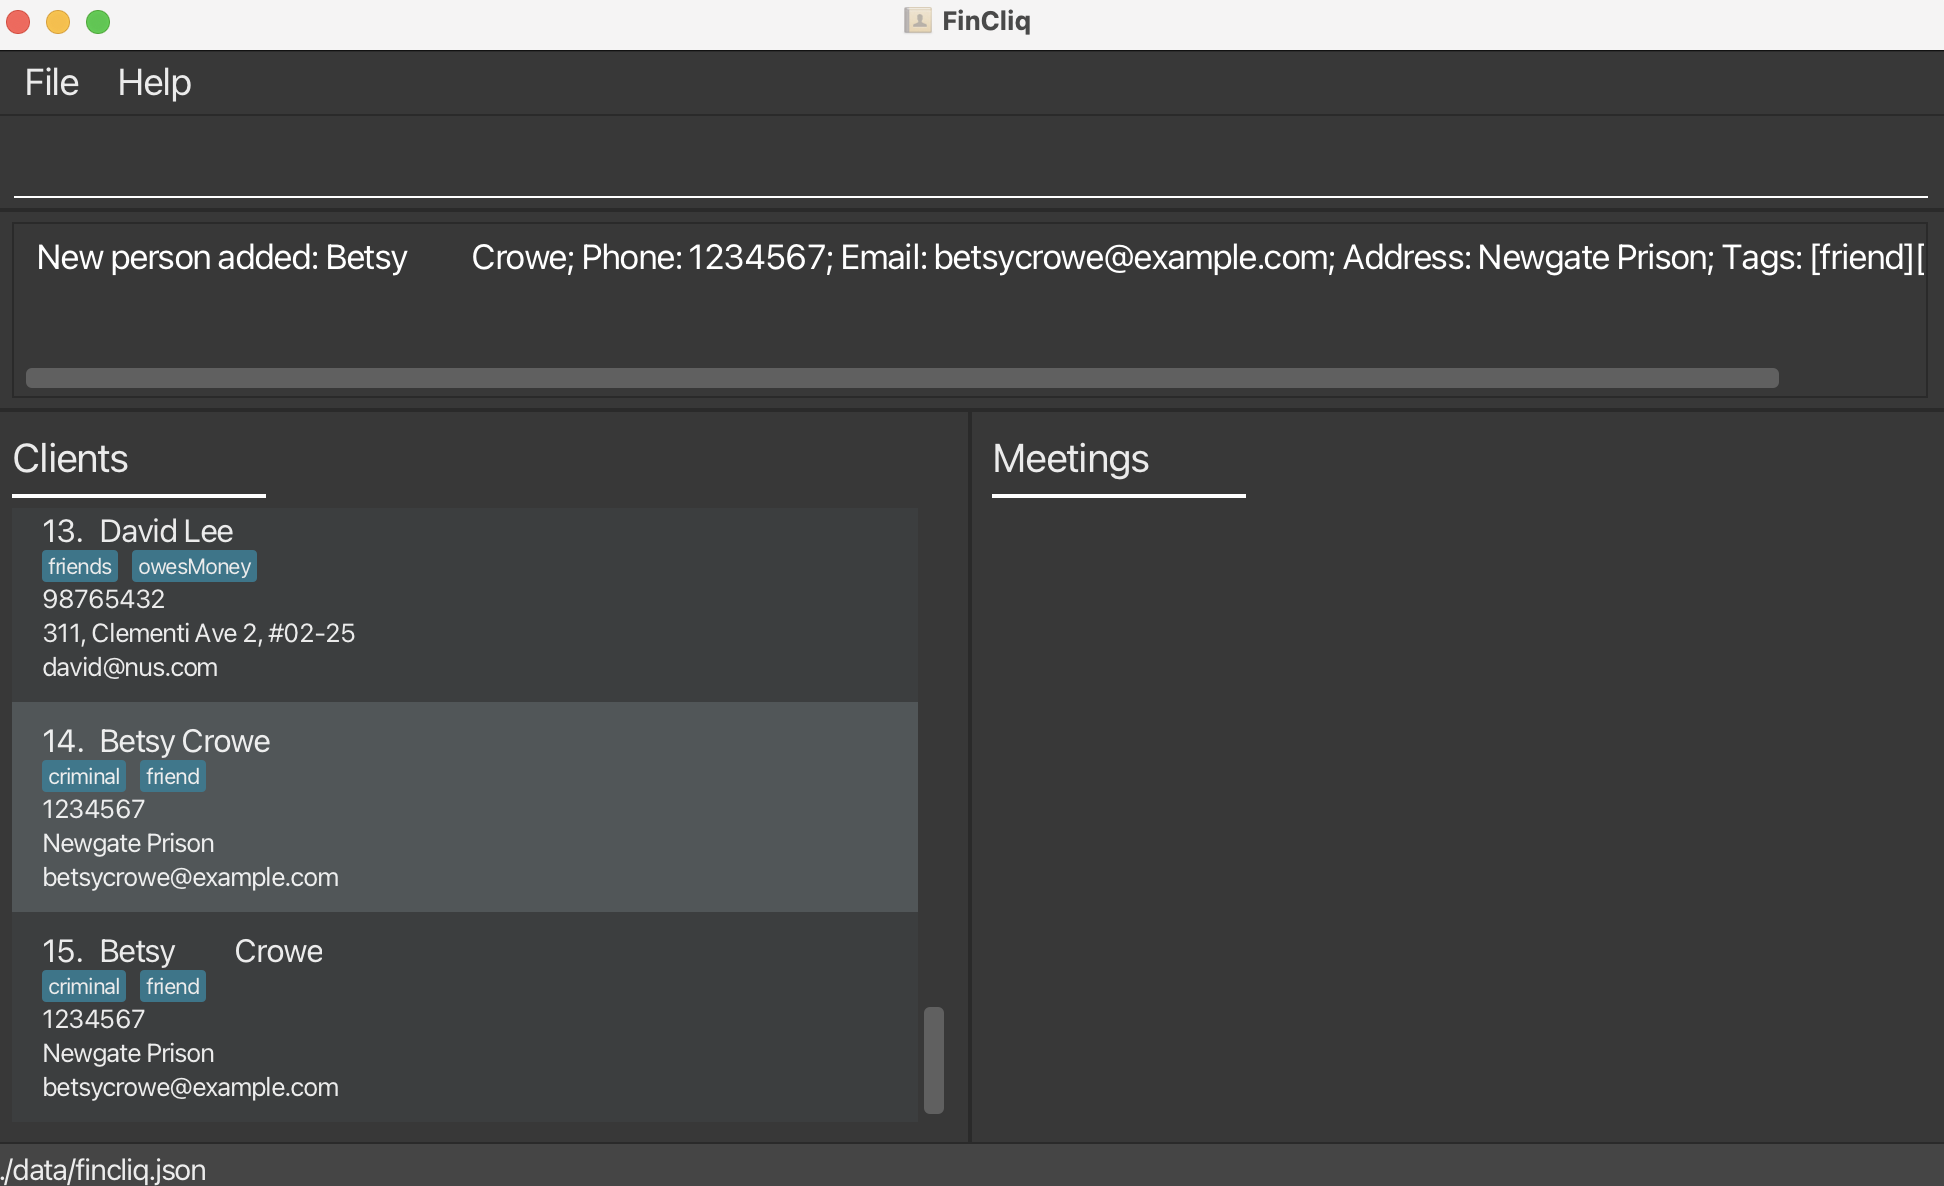 FinCliq
File Help
New person added: Betsy        Crowe; Phone: 1234567; Email: betsycrowe@example.com; Address: Newgate Prison; Tags: [friend][
Clients
13. David Lee
friends owesMoney
98765432
311, Clementi Ave 2, #02-25
david@nus.com
14. Betsy Crowe
criminal friend
1234567
Newgate Prison
betsycrowe@example.com
15. Betsy        Crowe
criminal friend
1234567
Newgate Prison
betsycrowe@example.com
Meetings
./data/fincliq.json